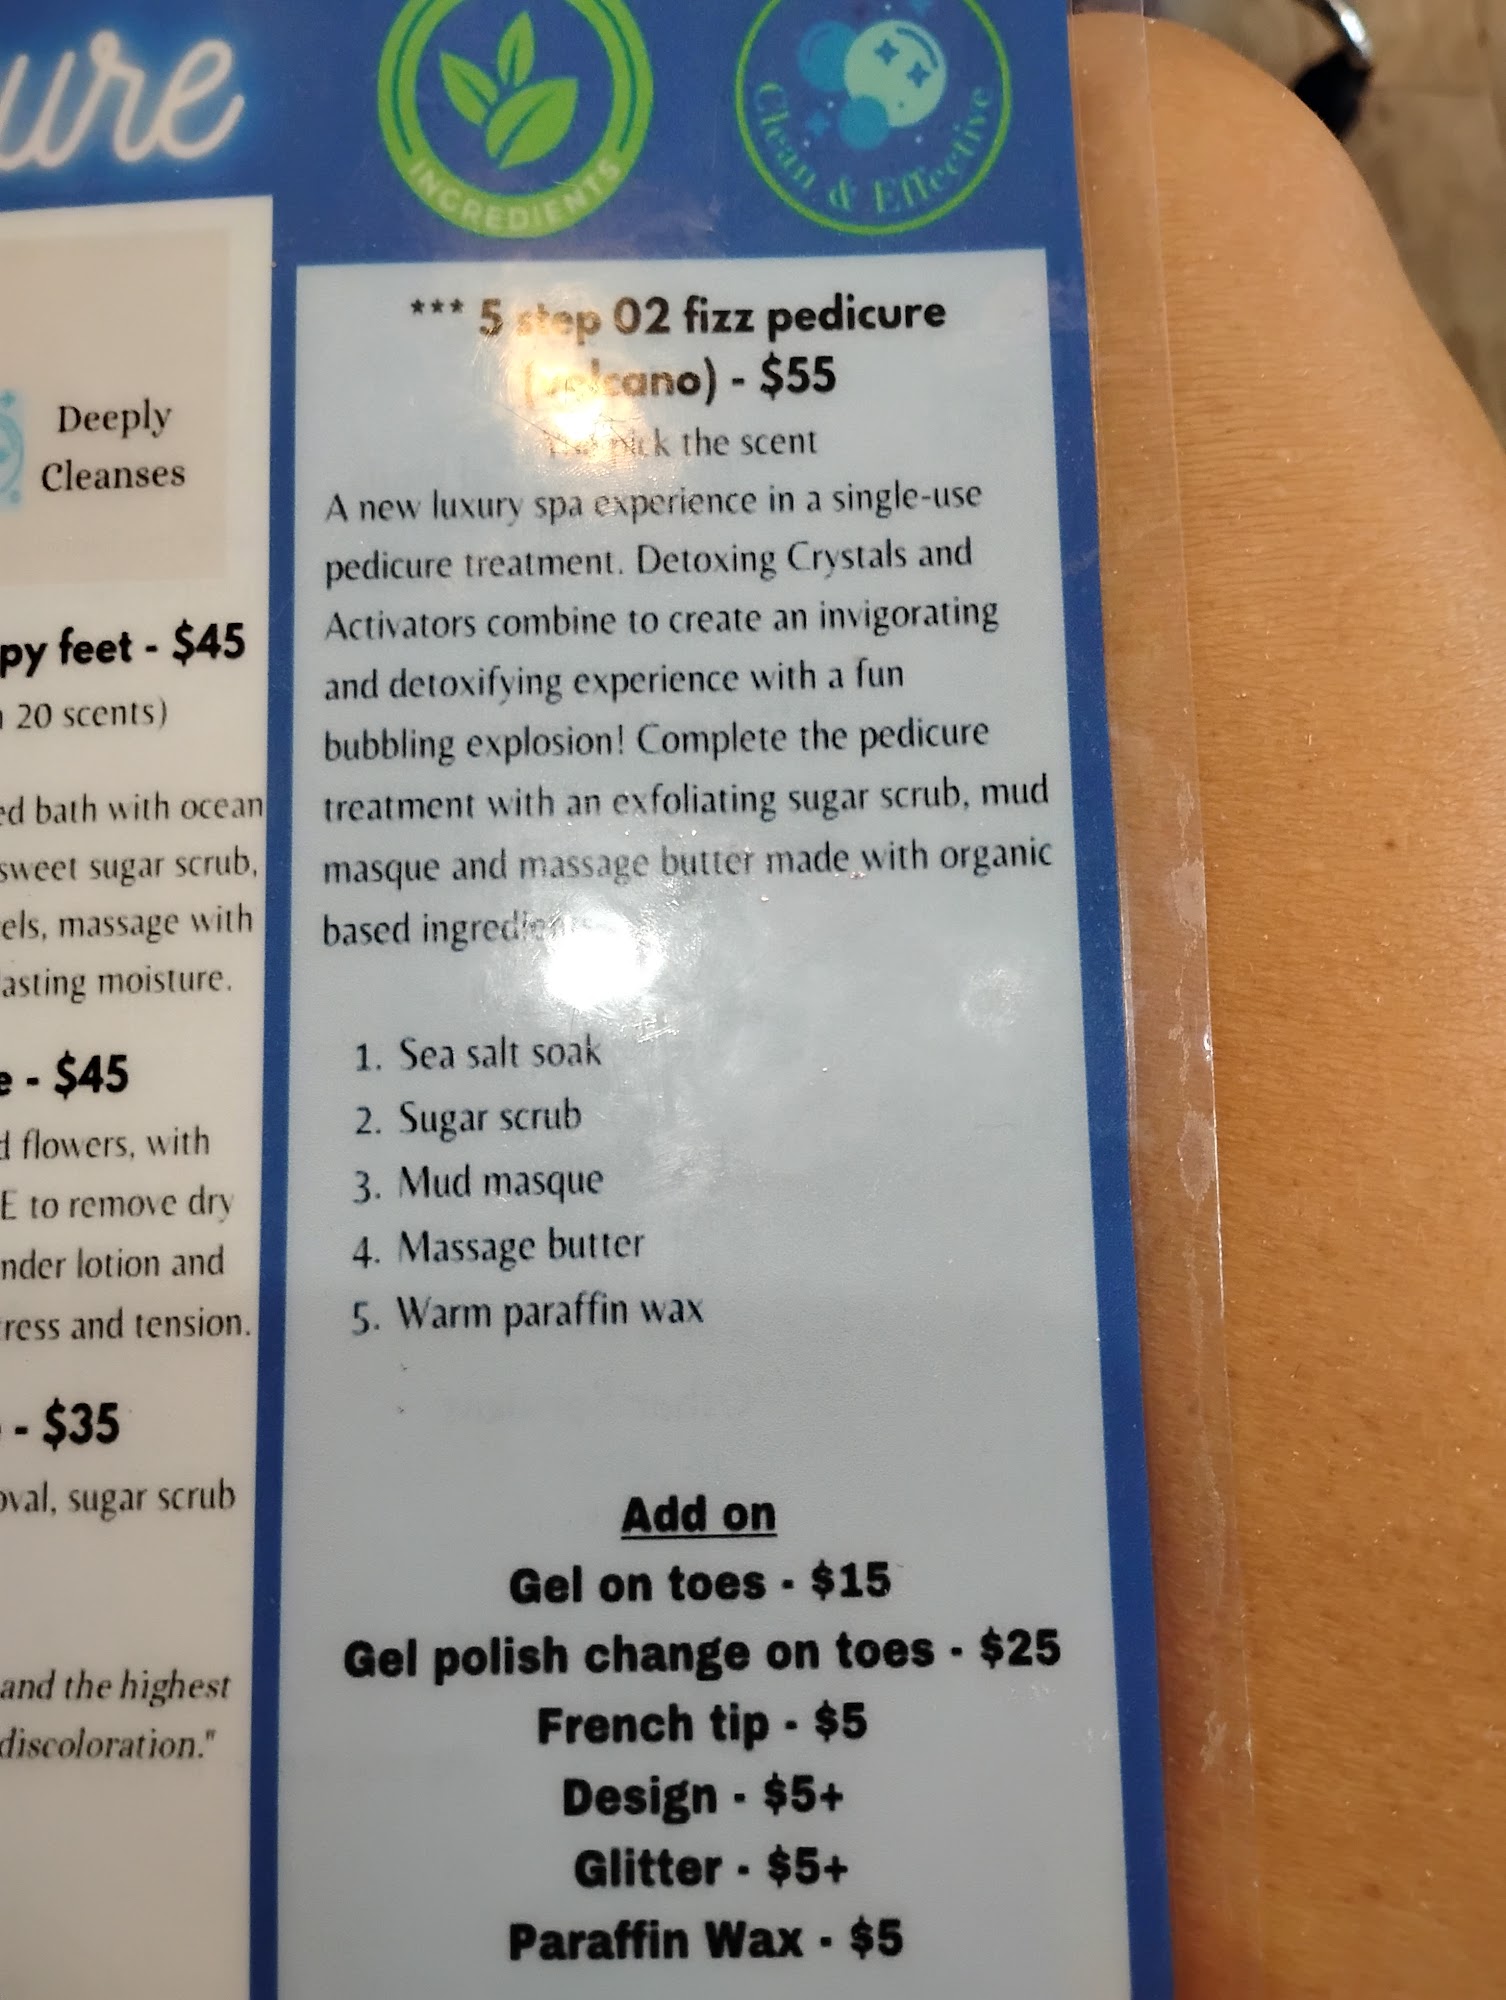 ure
INGREDIENTS
Clean & Effective
Deeply
Cleanses
py feet - $45
20 scents)
ed bath with ocean
sweet sugar scrub,
els, massage with
lasting moisture.
e - $45
d flowers, with
E to remove dry
nder lotion and
tress and tension.
- $35
oval, sugar scrub
and the highest
discoloration."
*** 5 step 02 fizz pedicure
(volcano) - $55
pick the scent
A new luxury spa experience in a single-use
pedicure treatment. Detoxing Crystals and
Activators combine to create an invigorating
and detoxifying experience with a fun
bubbling explosion! Complete the pedicure
treatment with an exfoliating sugar scrub, mud
masque and massage butter made with organic
based ingredients
1. Sea salt soak
2. Sugar scrub
3. Mud masque
4. Massage butter
5. Warm paraffin wax
Add on
Gel on toes - $15
Gel polish change on toes - $25
French tip - $5
Design - $5+
Glitter - $5+
Paraffin Wax - $5